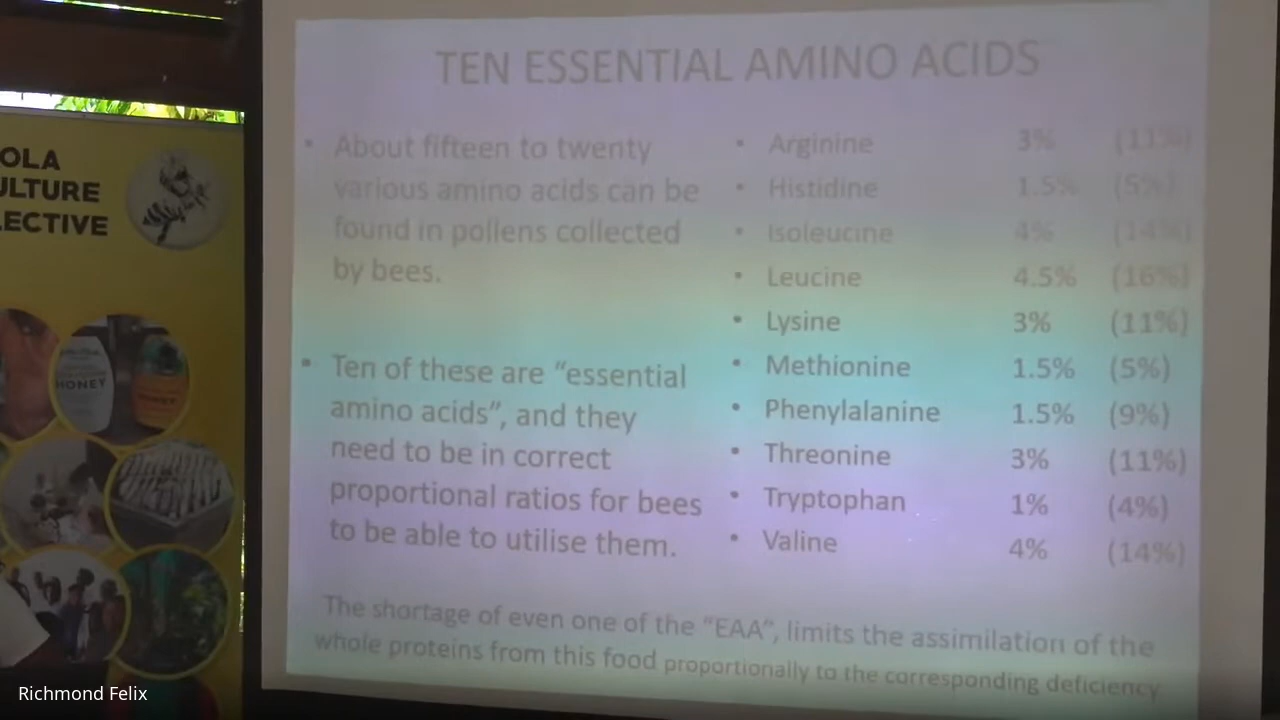 TEN ESSENTIAL AMINO ACIDS
• About fifteen to twenty
various amino acids can be
found in pollens collected
by bees.
• Ten of these are “essential
amino acids”, and they
need to be in correct
proportional ratios for bees
to be able to utilise them.
• Arginine 3% (11%)
• Histidine 1.5% (5%)
• Isoleucine 4% (14%)
• Leucine 4.5% (16%)
• Lysine 3% (11%)
• Methionine 1.5% (5%)
• Phenylalanine 1.5% (9%)
• Threonine 3% (11%)
• Tryptophan 1% (4%)
• Valine 4% (14%)
The shortage of even one of the “EAA”, limits the assimilation of the
whole proteins from this food proportionally to the corresponding deficiency
OLA
ULTURE
LECTIVE
HONEY
Richmond Felix